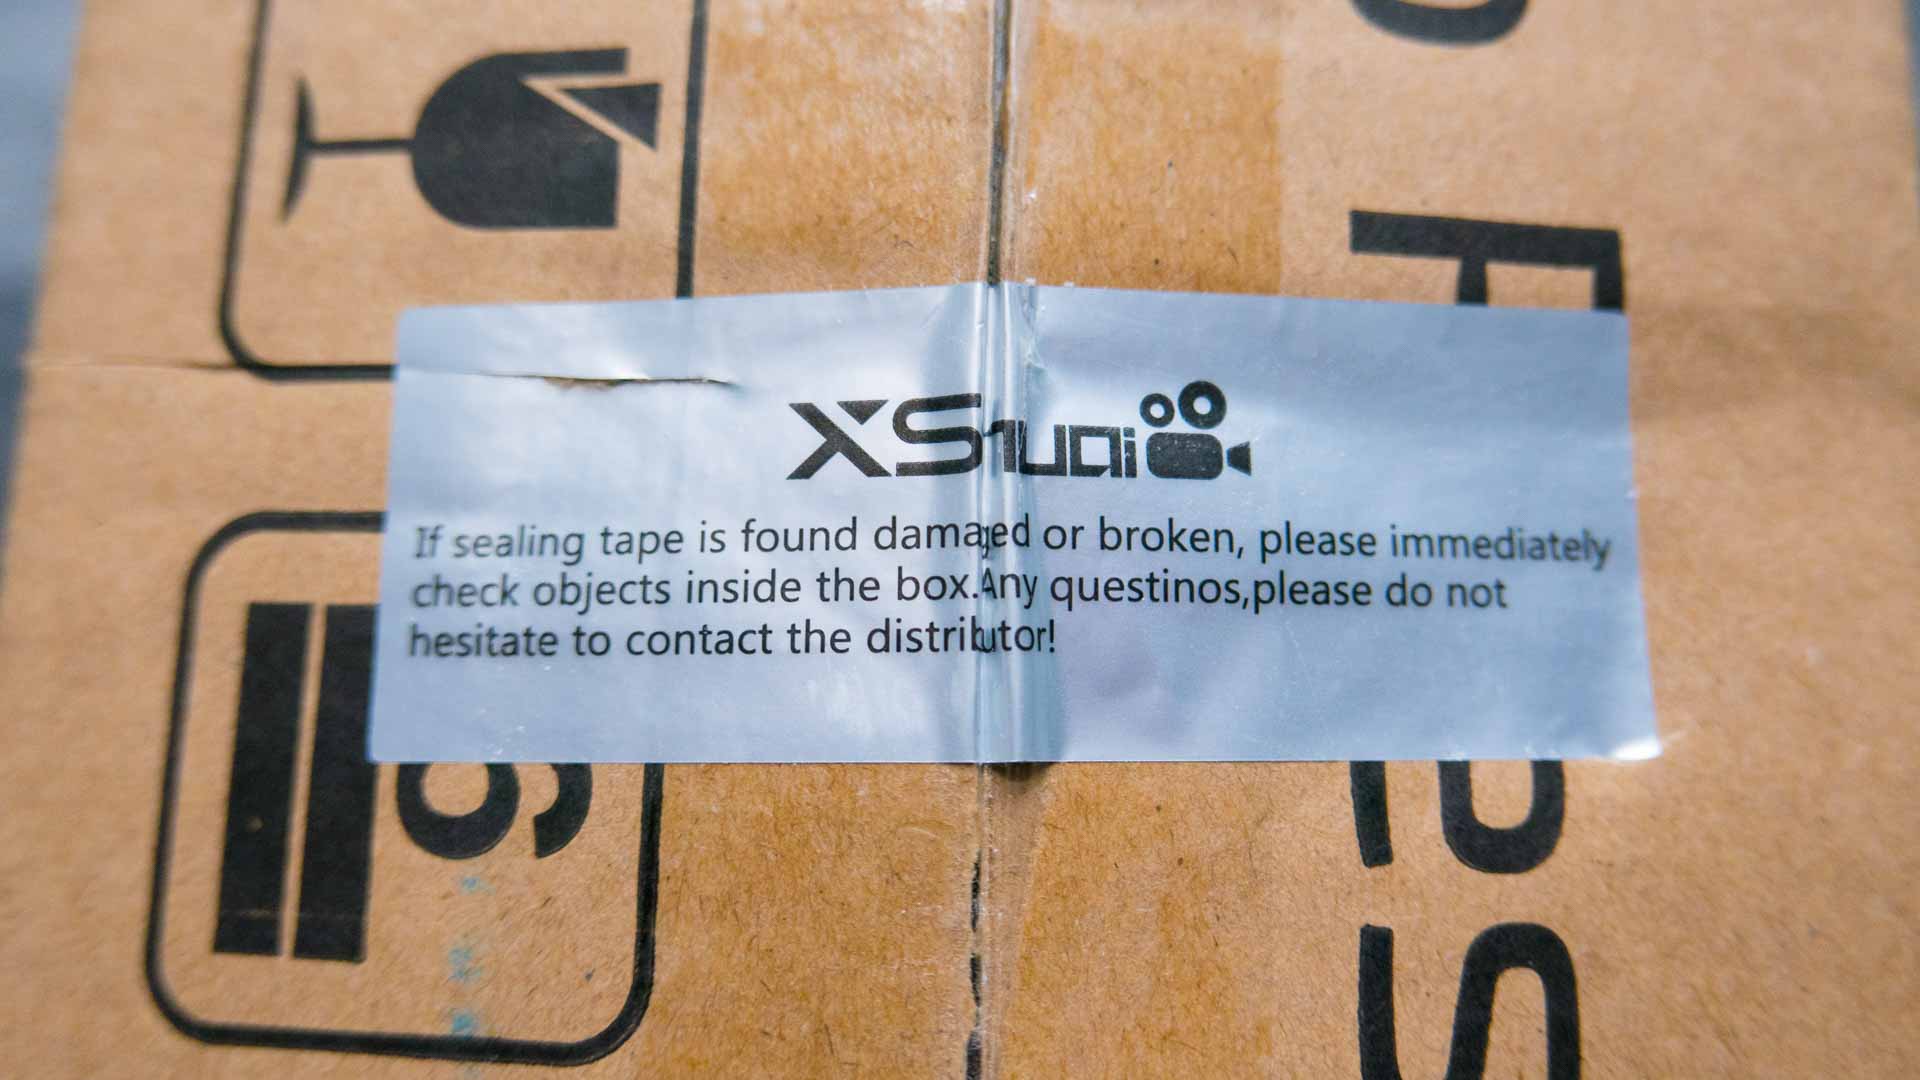 XShuai
If sealing tape is found damaged or broken, please immediately
check objects inside the box.Any questinos,please do not
hesitate to contact the distributor!